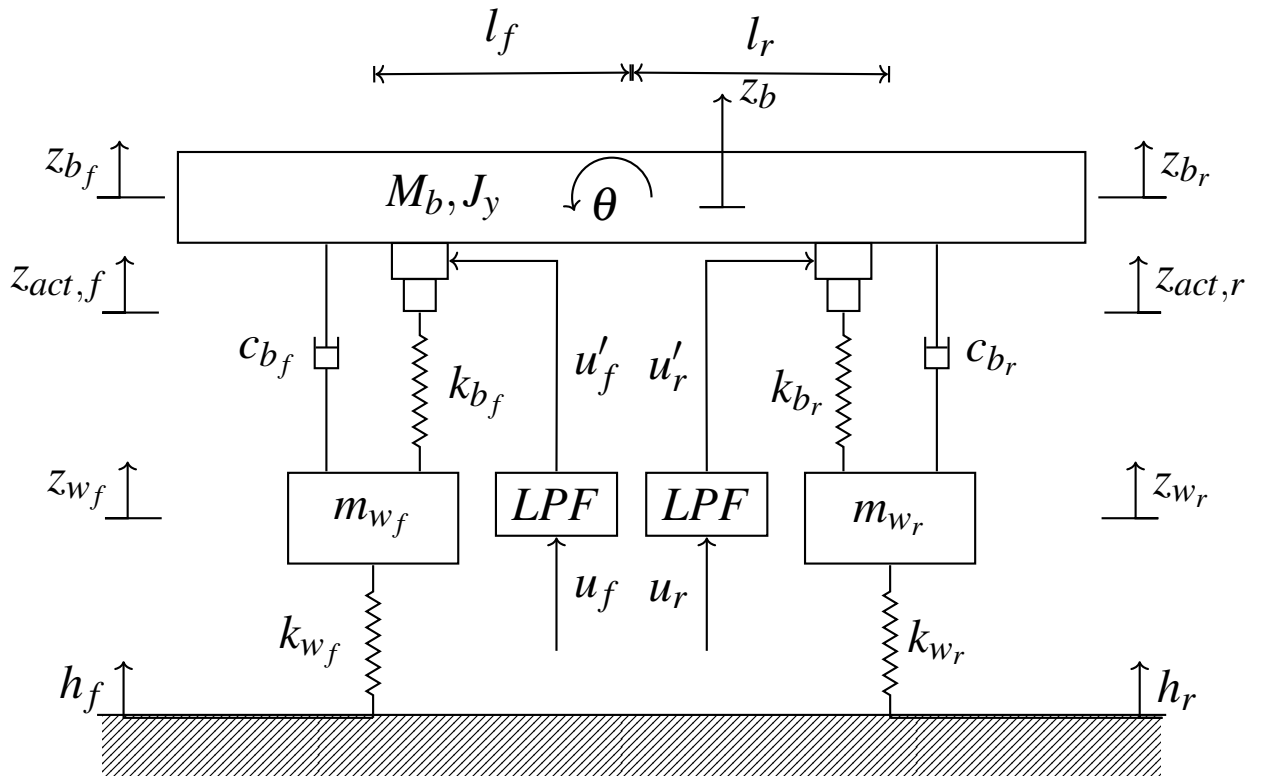 l_f l_r
z_b
z_{b_f} M_b, J_y θ z_{b_r}
z_{act,f} z_{act,r}
c_{b_f} k_{b_f} u'_f u'_r k_{b_r} c_{b_r}
z_{w_f} m_{w_f} LPF LPF m_{w_r} z_{w_r}
u_f u_r
k_{w_f} k_{w_r}
h_f h_r